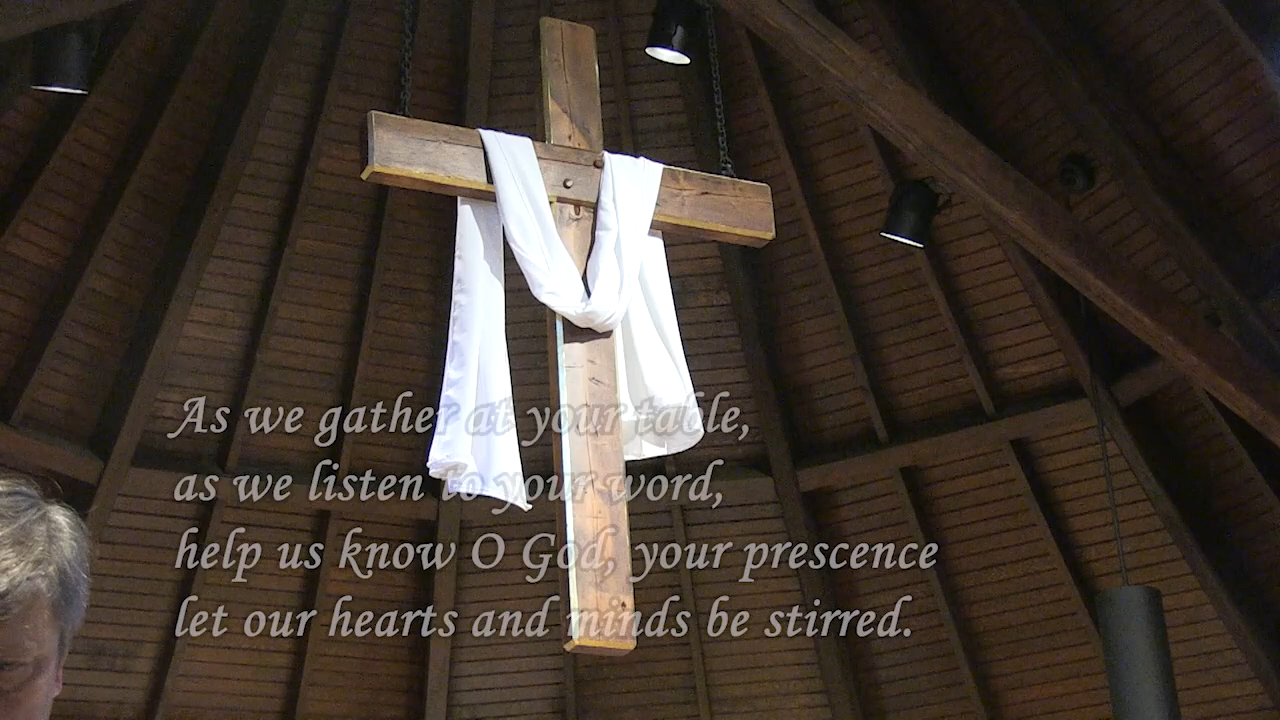 As we gather at your table,
as we listen to your word,
help us know O God, your prescence
let our hearts and minds be stirred.